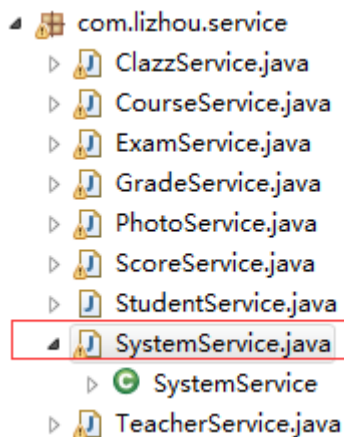 com.lizhou.service
ClazzService.java
CourseService.java
ExamService.java
GradeService.java
PhotoService.java
ScoreService.java
StudentService.java
SystemService.java
SystemService
TeacherService.java